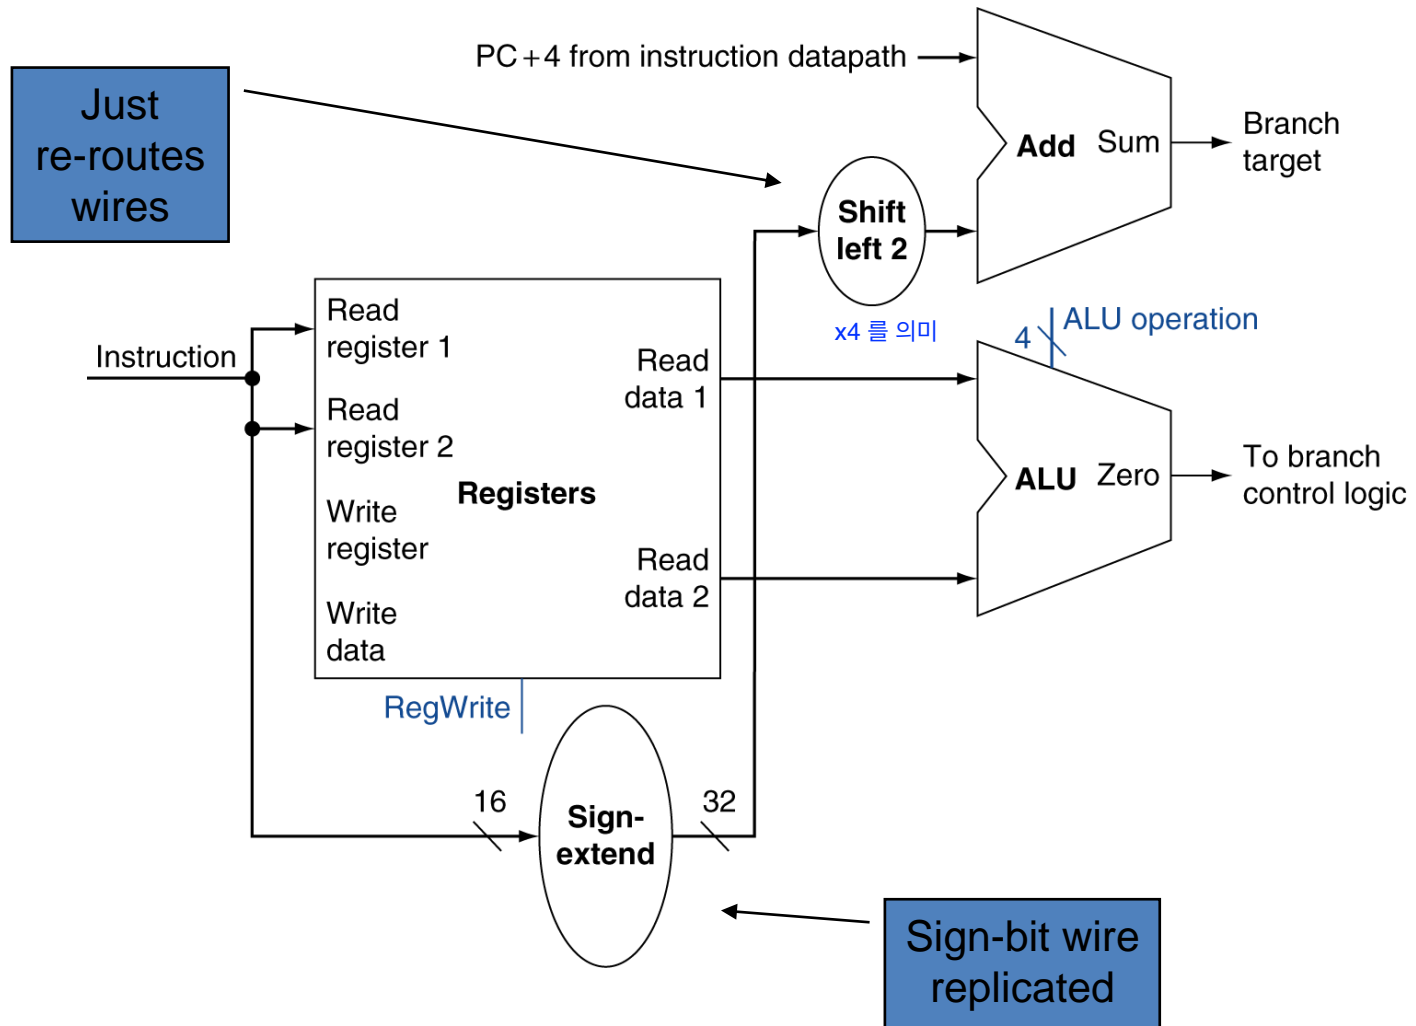 PC+4 from instruction datapath
Just
re-routes
wires
Add
Sum
Branch
target
Shift
left 2
x4 를 의미
ALU operation
4
Instruction
Read
register 1
Read
register 2
Write
register
Write
data
Registers
Read
data 1
Read
data 2
ALU
Zero
To branch
control logic
RegWrite
16
Sign-
extend
32
Sign-bit wire
replicated